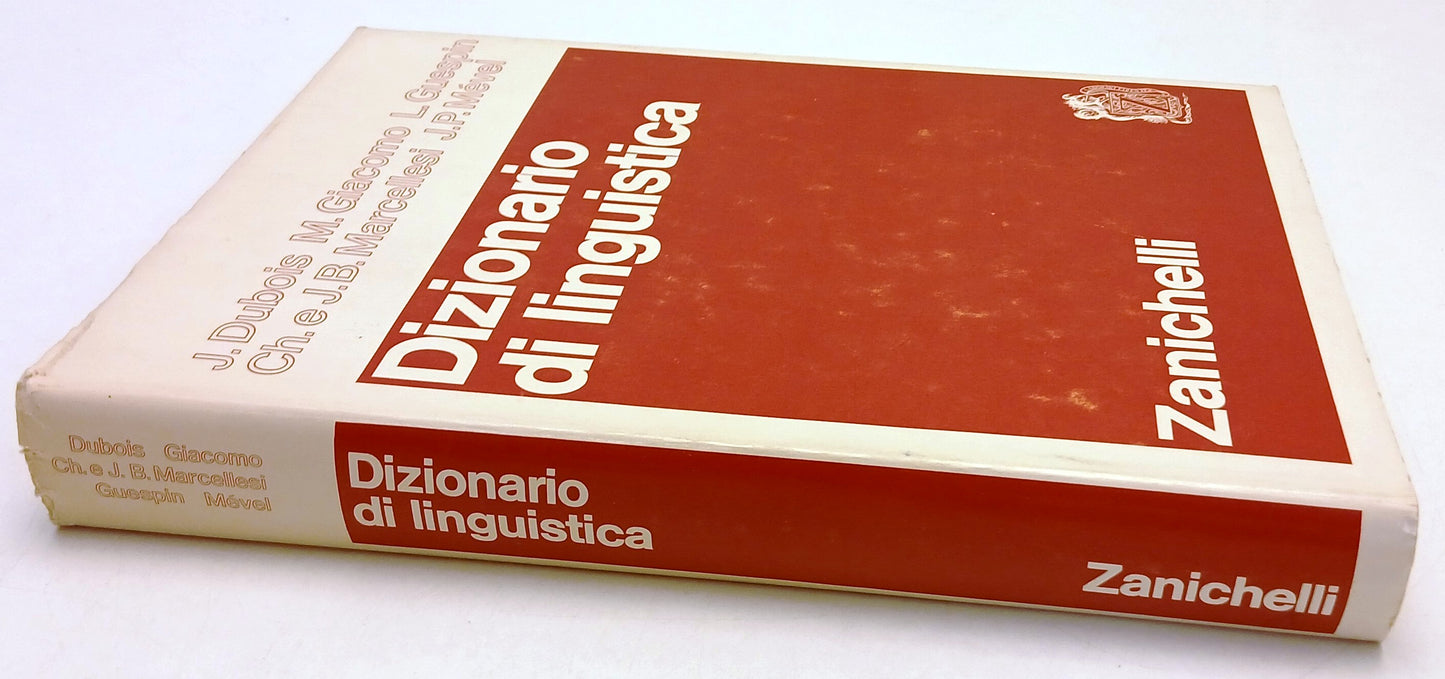 J. Dubois M. Giacomo L. Guespin
Ch. e J. B. Marcellesi J. P. Mével
Dizionario
di linguistica
Zanichelli
Dubois Giacomo
Ch. e J. B. Marcellesi
Guespin Mével
Dizionario
di linguistica
Zanichelli